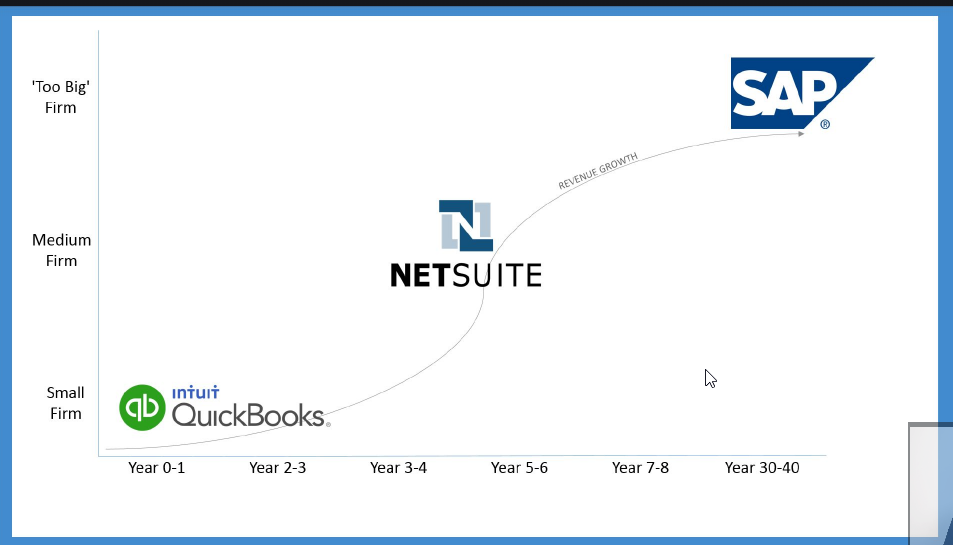 'Too Big'
Firm
SAP
®
REVENUE GROWTH
Medium
Firm
N
NETSUITE
Small
Firm
qb
intuit
QuickBooks®
Year 0-1
Year 2-3
Year 3-4
Year 5-6
Year 7-8
Year 30-40